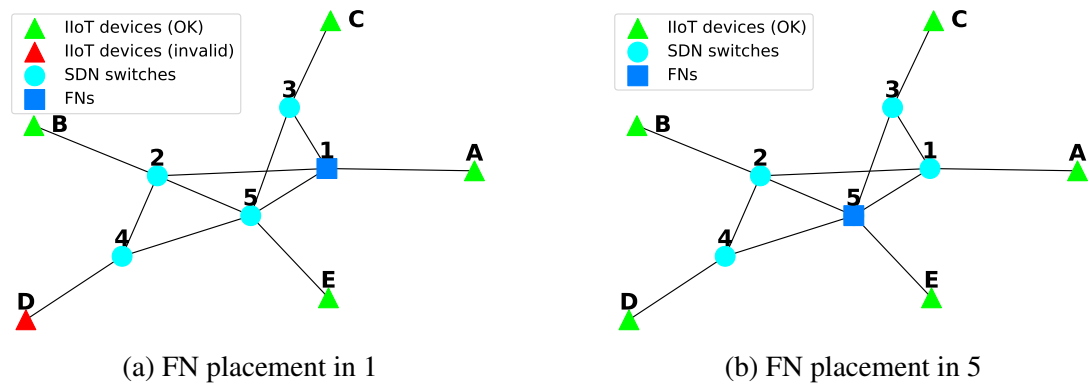 IIoT devices (OK)
IIoT devices (invalid)
SDN switches
FNs
C
3
B
2
1
A
5
4
E
D
(a) FN placement in 1
IIoT devices (OK)
SDN switches
FNs
C
3
B
2
1
A
5
4
E
D
(b) FN placement in 5